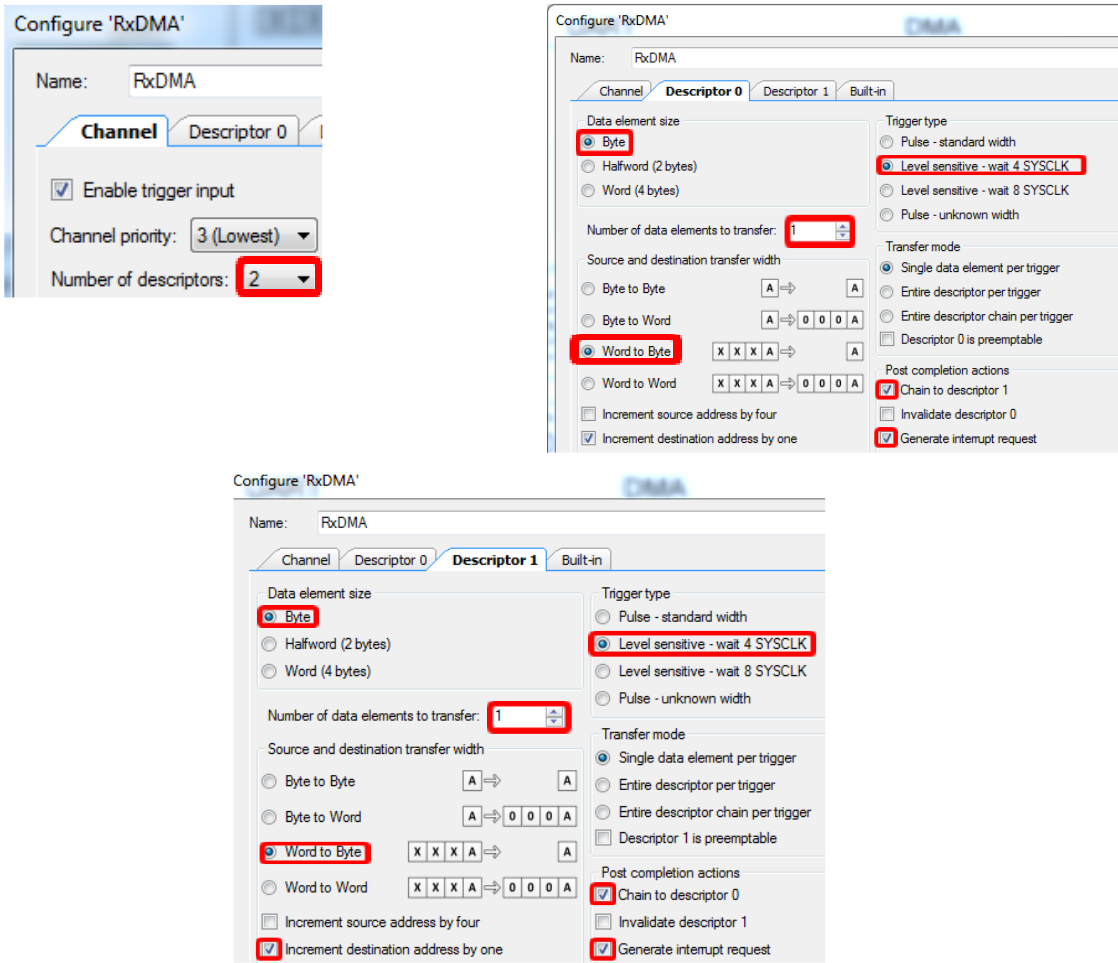 Configure 'RxDMA'
Name: RxDMA
Channel Descriptor 0
Enable trigger input
Channel priority: 3 (Lowest)
Number of descriptors: 2
Configure 'RxDMA'
DMA
Name: RxDMA
Channel Descriptor 0 Descriptor 1 Built-in
Data element size
Byte
Halfword (2 bytes)
Word (4 bytes)
Number of data elements to transfer: 1
Source and destination transfer width
Byte to Byte A A
Byte to Word A 0 0 0 A
Word to Byte X X X A A
Word to Word X X X A 0 0 0 A
Increment source address by four
Increment destination address by one
Trigger type
Pulse - standard width
Level sensitive - wait 4 SYSCLK
Level sensitive - wait 8 SYSCLK
Pulse - unknown width
Transfer mode
Single data element per trigger
Entire descriptor per trigger
Entire descriptor chain per trigger
Descriptor 0 is preemptable
Post completion actions
Chain to descriptor 1
Invalidate descriptor 0
Generate interrupt request
Configure 'RxDMA'
DMA
Name: RxDMA
Channel Descriptor 0 Descriptor 1 Built-in
Data element size
Byte
Halfword (2 bytes)
Word (4 bytes)
Number of data elements to transfer: 1
Source and destination transfer width
Byte to Byte A A
Byte to Word A 0 0 0 A
Word to Byte X X X A A
Word to Word X X X A 0 0 0 A
Increment source address by four
Increment destination address by one
Trigger type
Pulse - standard width
Level sensitive - wait 4 SYSCLK
Level sensitive - wait 8 SYSCLK
Pulse - unknown width
Transfer mode
Single data element per trigger
Entire descriptor per trigger
Entire descriptor chain per trigger
Descriptor 1 is preemptable
Post completion actions
Chain to descriptor 0
Invalidate descriptor 1
Generate interrupt request